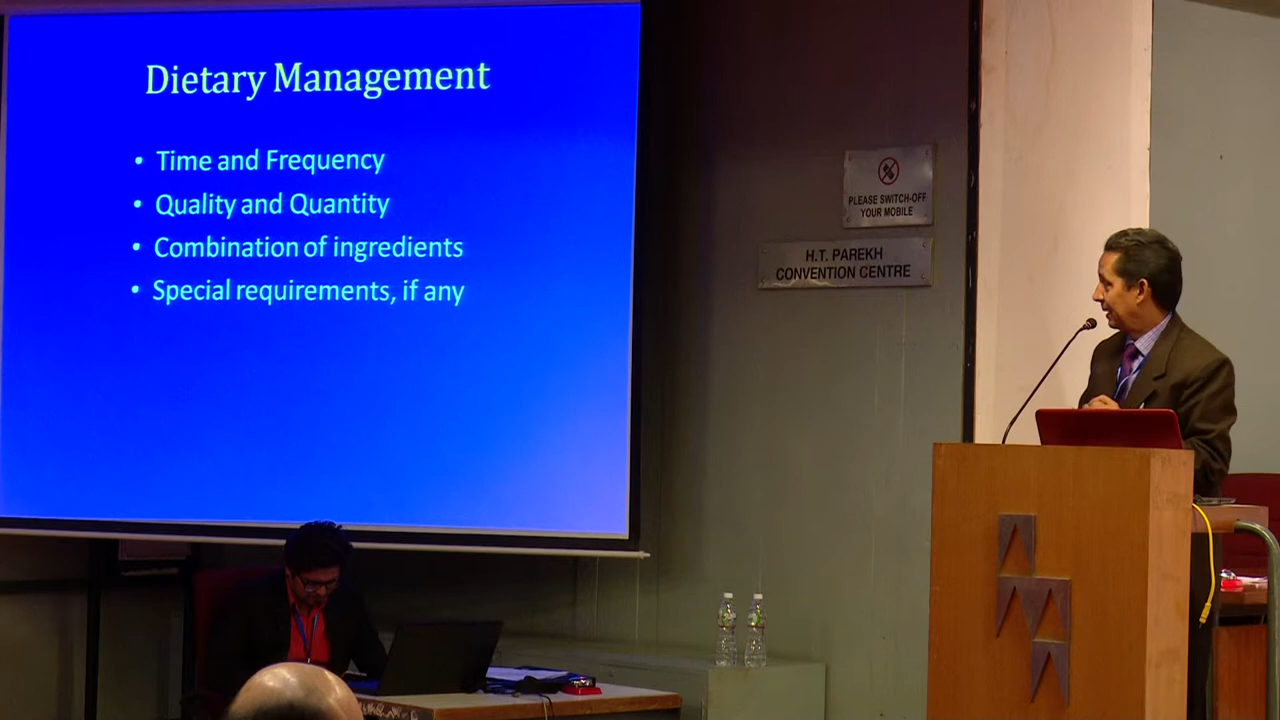 Dietary Management
• Time and Frequency
• Quality and Quantity
• Combination of ingredients
• Special requirements, if any
PLEASE SWITCH-OFF
YOUR MOBILE
H.T. PAREKH
CONVENTION CENTRE